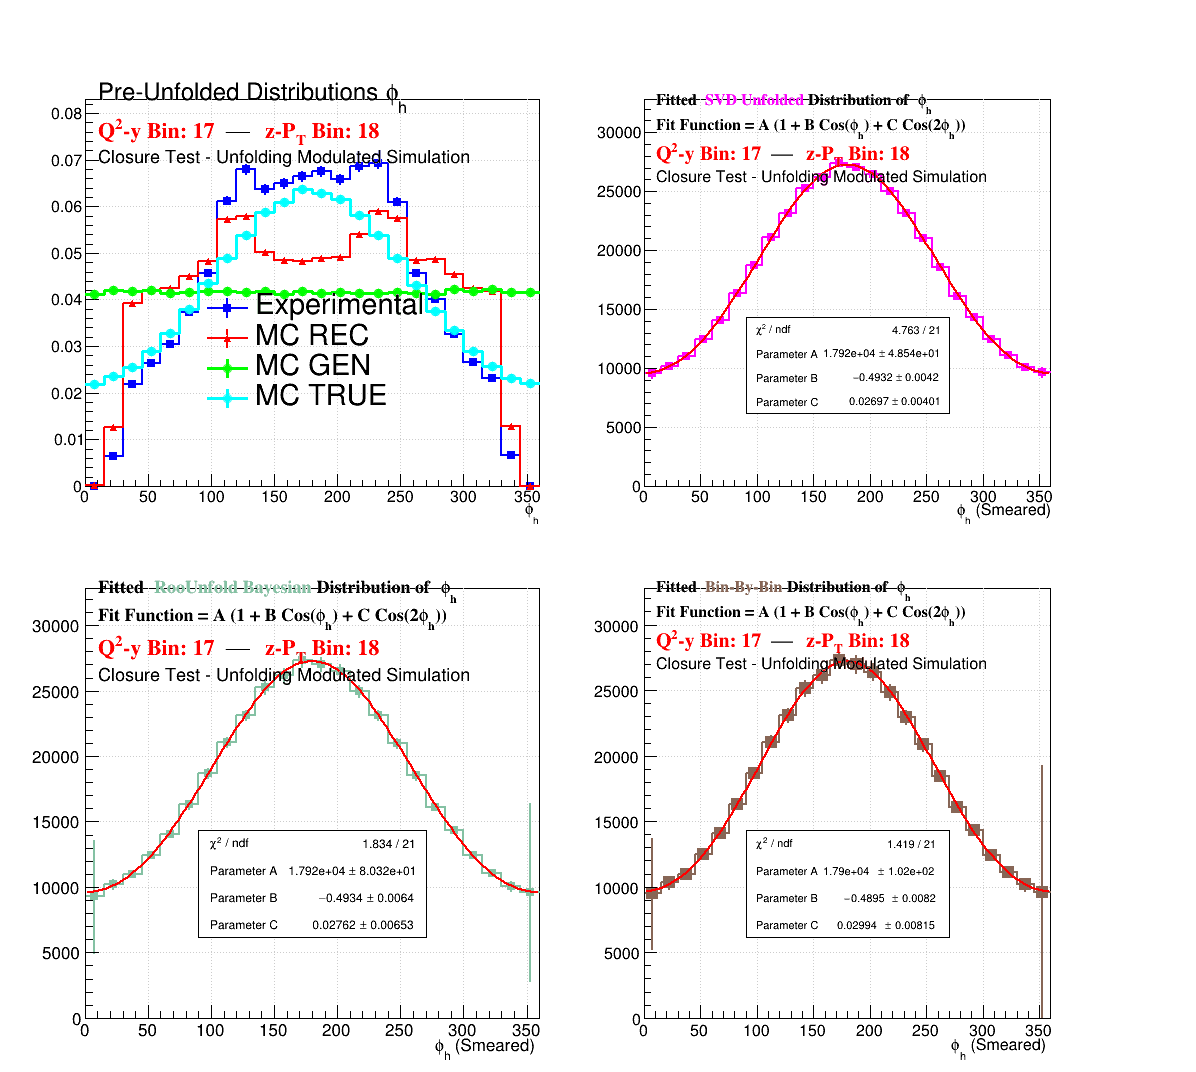 Pre-Unfolded Distributions ϕh
Q²-y Bin: 17 — z-PT Bin: 18
Closure Test - Unfolding Modulated Simulation
0.08
0.07
0.06
0.05
0.04
0.03
0.02
0.01
0
Experimental
MC REC
MC GEN
MC TRUE
0 50 100 150 200 250 300 350
ϕh
Fitted SVD Unfolded Distribution of ϕh
Fit Function = A (1 + B Cos(ϕh) + C Cos(2ϕh))
Q²-y Bin: 17 — z-PT Bin: 18
Closure Test - Unfolding Modulated Simulation
30000
25000
20000
15000
10000
5000
0
χ² / ndf 4.763 / 21
Parameter A 1.792e+04 ± 4.854e+01
Parameter B −0.4932 ± 0.0042
Parameter C 0.02697 ± 0.00401
0 50 100 150 200 250 300 350
ϕh (Smeared)
Fitted RooUnfold Bayesian Distribution of ϕh
Fit Function = A (1 + B Cos(ϕh) + C Cos(2ϕh))
Q²-y Bin: 17 — z-PT Bin: 18
Closure Test - Unfolding Modulated Simulation
30000
25000
20000
15000
10000
5000
0
χ² / ndf 1.834 / 21
Parameter A 1.792e+04 ± 8.032e+01
Parameter B −0.4934 ± 0.0064
Parameter C 0.02762 ± 0.00653
0 50 100 150 200 250 300 350
ϕh (Smeared)
Fitted Bin-By-Bin Distribution of ϕh
Fit Function = A (1 + B Cos(ϕh) + C Cos(2ϕh))
Q²-y Bin: 17 — z-PT Bin: 18
Closure Test - Unfolding Modulated Simulation
30000
25000
20000
15000
10000
5000
0
χ² / ndf 1.419 / 21
Parameter A 1.79e+04 ± 1.02e+02
Parameter B −0.4895 ± 0.0082
Parameter C 0.02994 ± 0.00815
0 50 100 150 200 250 300 350
ϕh (Smeared)